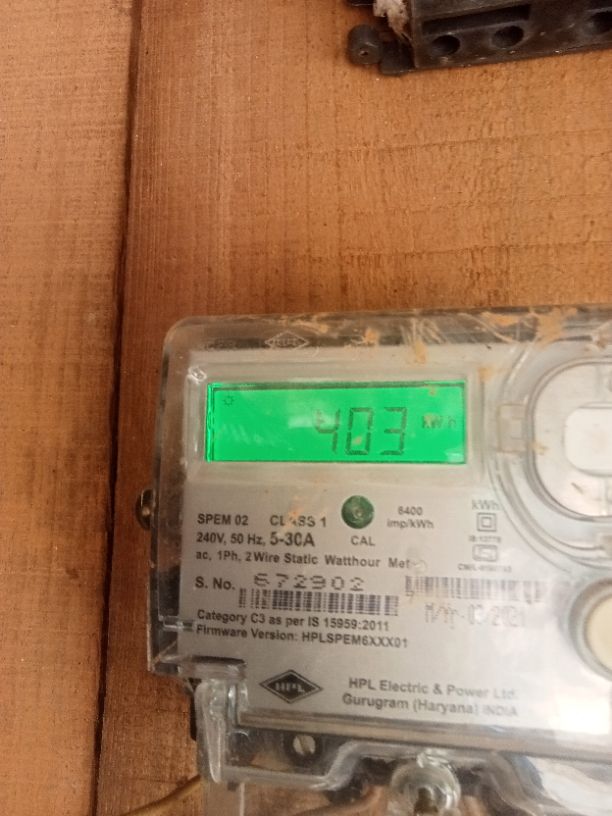 403 kWh
SPEM 02 CLASS 1
240V, 50 Hz, 5-30A
CAL
6400
imp/kWh
kWh
ac, 1Ph, 2 Wire Static Watthour
S. No. 672902
Category C3 as per IS 15959:2011
Firmware Version: HPLSPEM6XXX01
HPL
HPL Electric & Power Ltd.
Gurugram (Haryana) INDIA